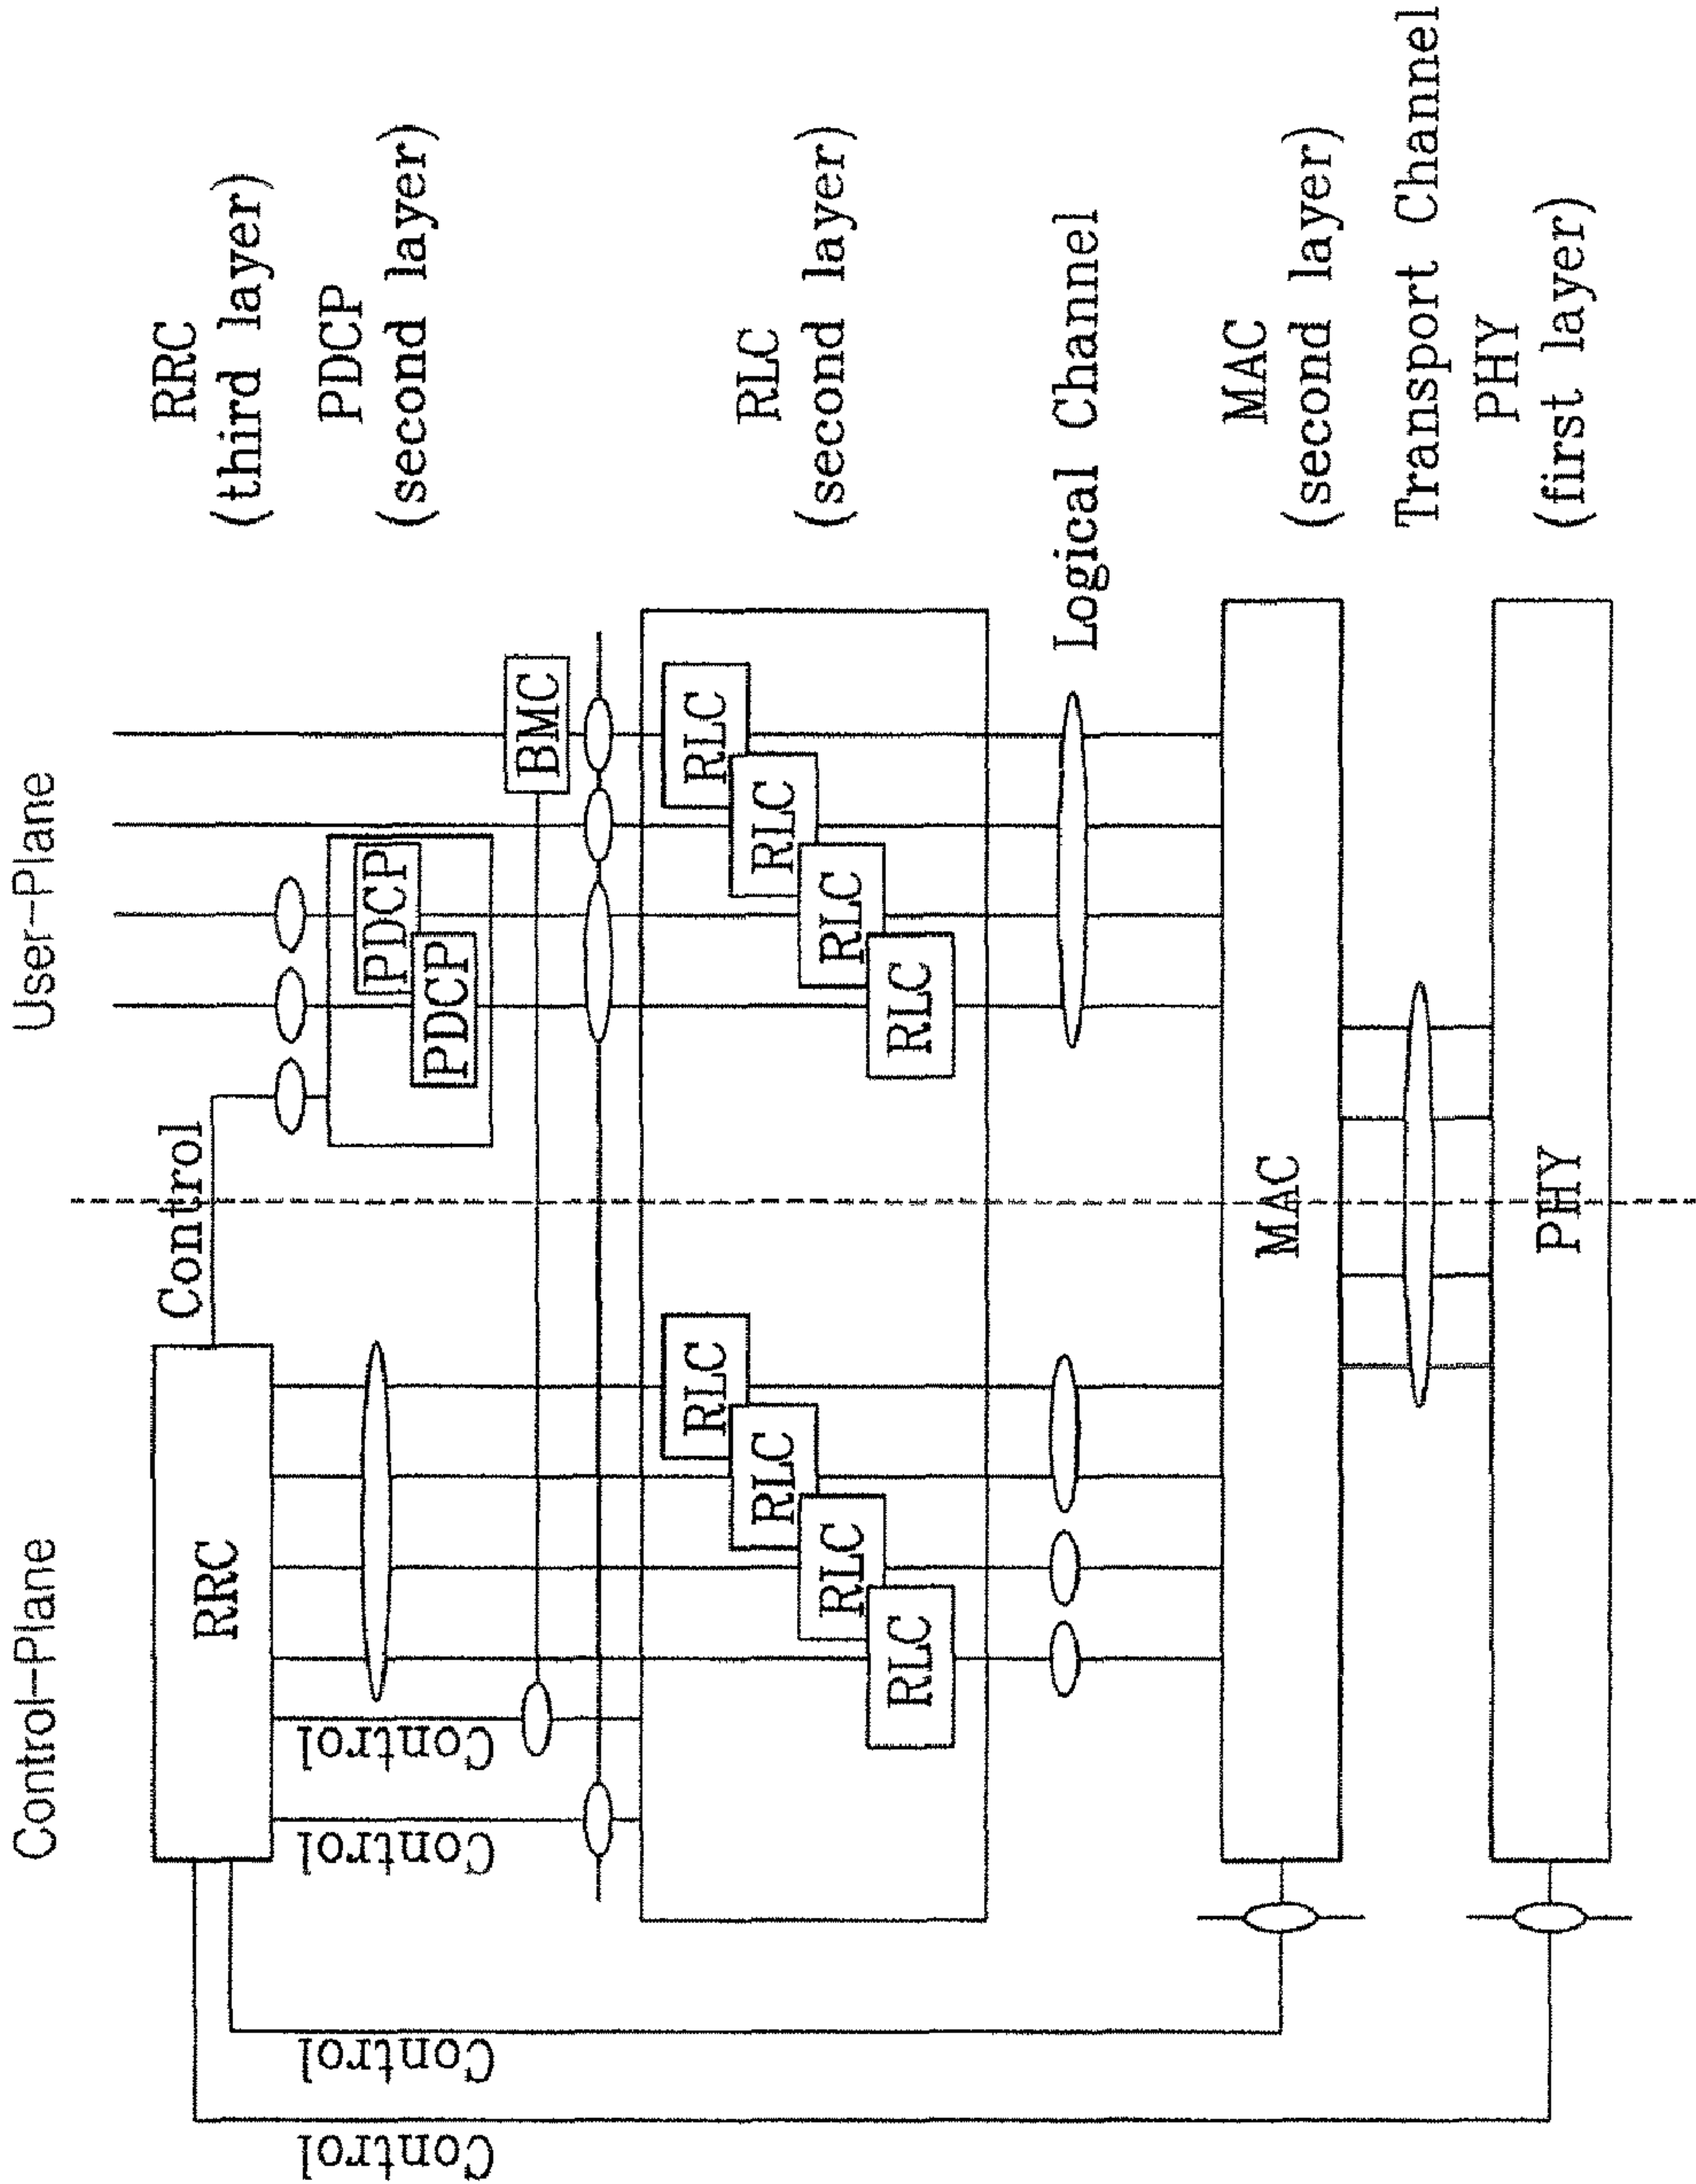 Control-Plane
User-Plane
RRC
Control
RRC
(third layer)
PDCP
PDCP
PDCP
(second layer)
Control
Control
Control
Control
BMC
RLC
RLC
RLC
RLC
RLC
RLC
RLC
RLC
RLC
(second layer)
Logical Channel
MAC
MAC
(second layer)
Transport Channel
PHY
PHY
(first layer)